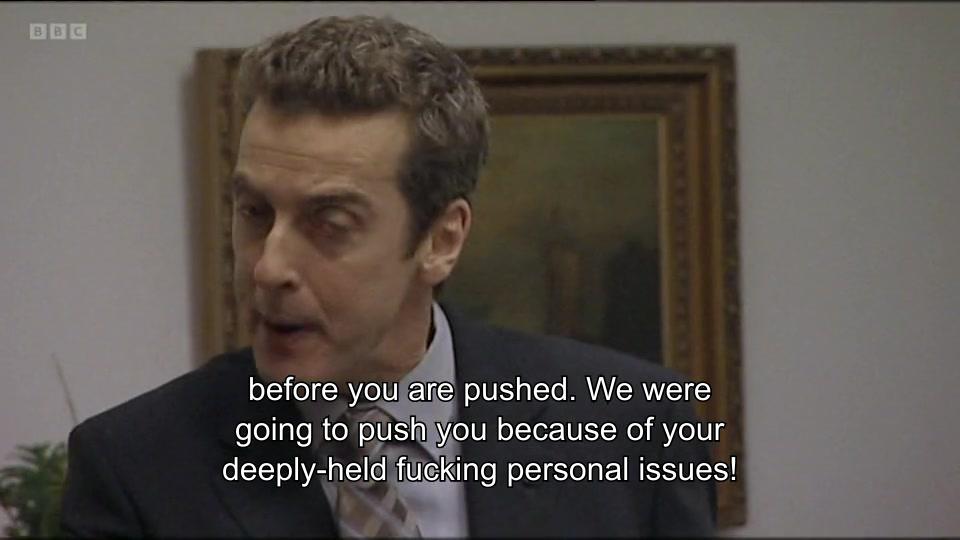 BBC
before you are pushed. We were
going to push you because of your
deeply-held fucking personal issues!